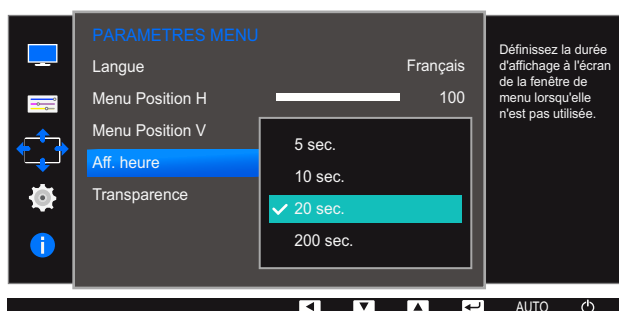 PARAMETRES MENU
Langue Français
Menu Position H 100
Menu Position V
Aff. heure
Transparence
5 sec.
10 sec.
20 sec.
200 sec.
Définissez la durée
d'affichage à l'écran
de la fenêtre de
menu lorsqu'elle
n'est pas utilisée.
AUTO